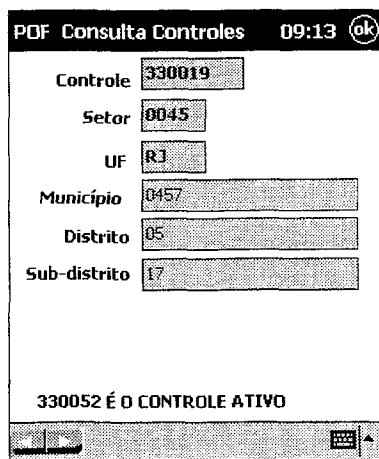 POF Consulta Controles 09:13 ok
Controle 330019
Setor 0045
UF RJ
Município 0457
Distrito 05
Sub-distrito 17
330052 É O CONTROLE ATIVO